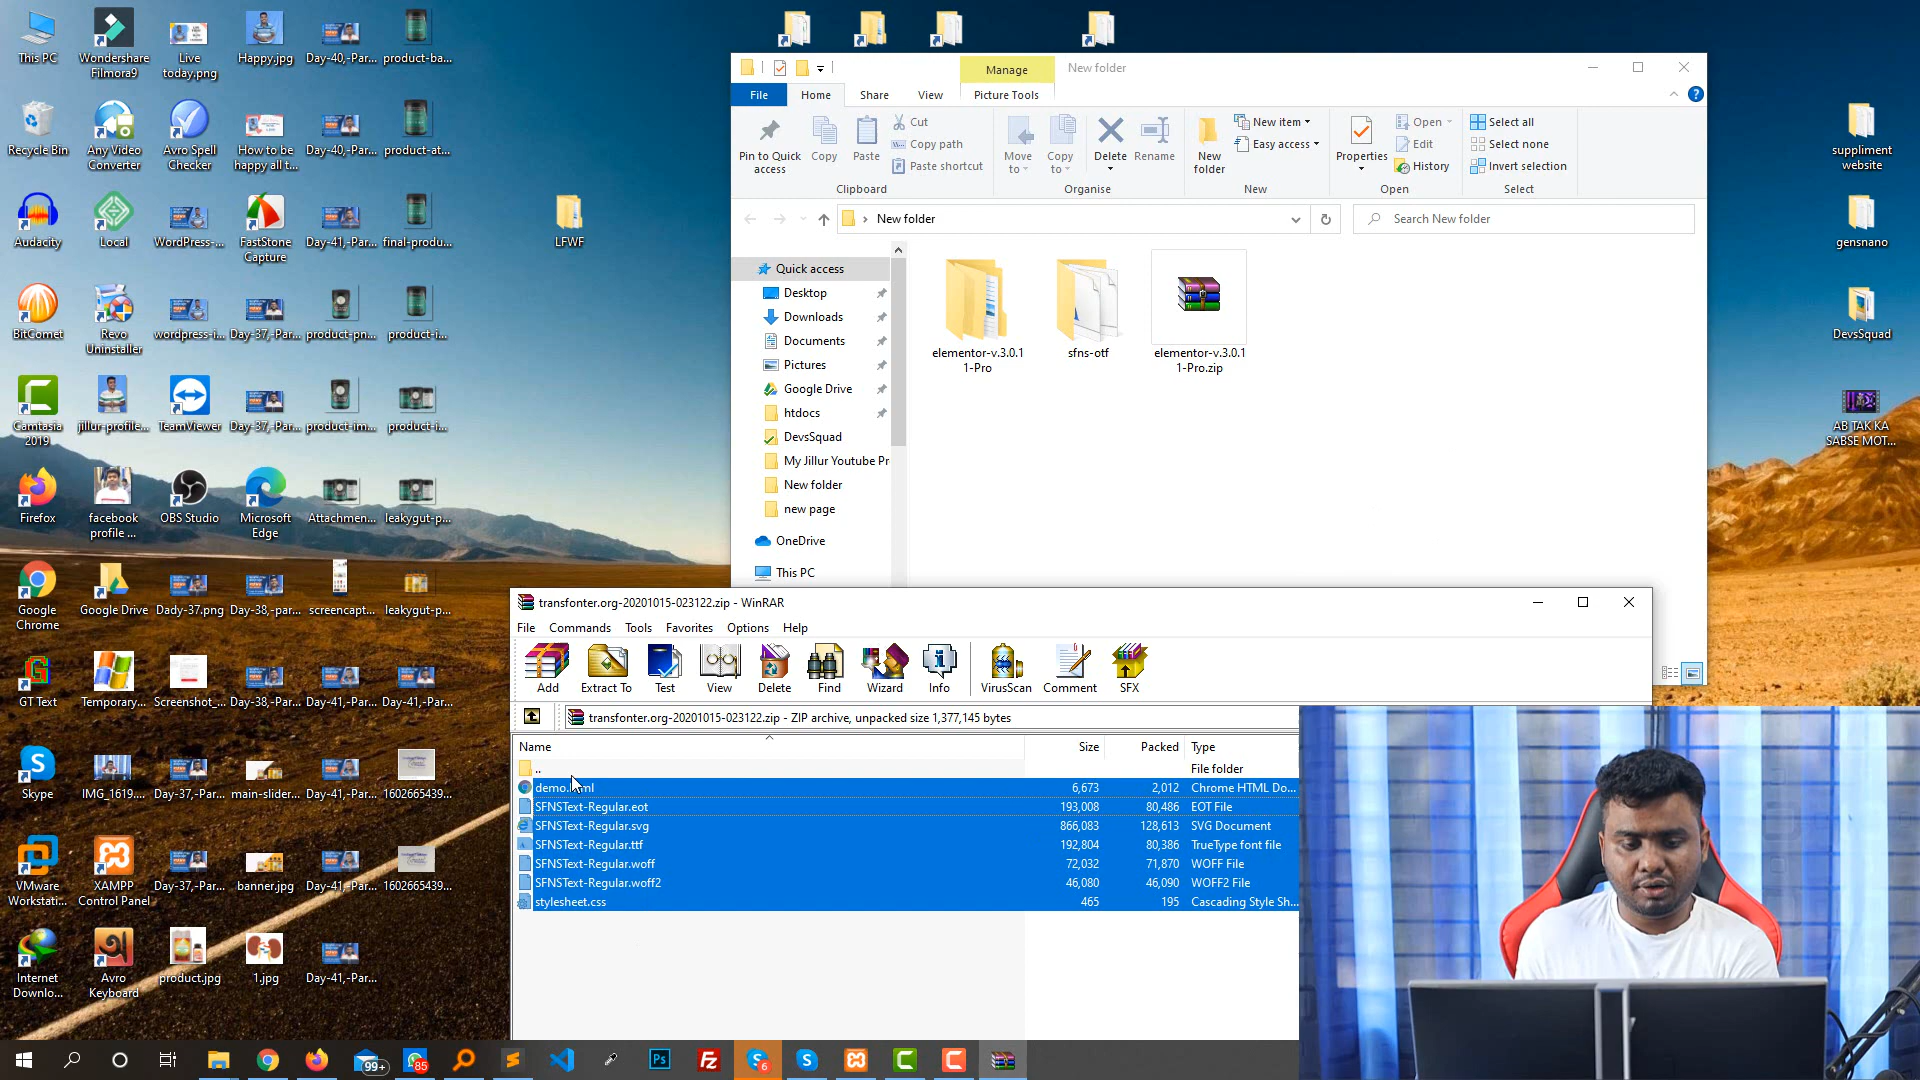 This PC
Wondershare
Filmora9
Live
today.png
Happy.jpg
Day-40,-Par...
product-ba...
Recycle Bin
Any Video
Converter
Avro Spell
Checker
How to be
happy all t...
Day-40,-Par...
product-at...
Audacity
Local
WordPress-...
FastStone
Capture
Day-41,-Par...
final-produ...
LFWF
BitComet
Revo
Uninstaller
wordpress-i...
Day-37,-Par...
product-pn...
product-i...
Camtasia
2019
jillur-profile...
TeamViewer
Day-37,-Par...
product-im...
product-i...
Firefox
facebook
profile ...
OBS Studio
Microsoft
Edge
Attachmen...
leakygut-p...
Google
Chrome
Google Drive
Dady-37.png
Day-38,-par...
screencapt...
leakygut-p...
GT Text
Temporary...
Screenshot_...
Day-38,-Par...
Day-41,-Par...
Day-41,-Par...
Skype
IMG_1619....
Day-37,-Par...
main-slider...
Day-41,-Par...
1602665439...
VMware
Workstati...
XAMPP
Control Panel
Day-37,-Par...
banner.jpg
Day-41,-Par...
1602665439...
Internet
Downlo...
Avro
Keyboard
product.jpg
1.jpg
Day-41,-Par...
Manage
New folder
File
Home
Share
View
Picture Tools
Pin to Quick
access
Copy
Paste
Cut
Copy path
Paste shortcut
Clipboard
Move
to
Copy
to
Delete
Rename
Organise
New
folder
New item
Easy access
New
Properties
Open
Edit
History
Open
Select all
Select none
Invert selection
Select
New folder
Search New folder
Quick access
Desktop
Downloads
Documents
Pictures
Google Drive
htdocs
DevsSquad
My Jillur Youtube Pr
New folder
new page
OneDrive
This PC
elementor-v.3.0.1
1-Pro
sfns-otf
elementor-v.3.0.1
1-Pro.zip
suppliment
website
gensnano
DevsSquad
AB TAK KA
SABSE MOT...
transfonter.org-20201015-023122.zip - WinRAR
File Commands Tools Favorites Options Help
Add Extract To Test View Delete Find Wizard Info VirusScan Comment SFX
transfonter.org-20201015-023122.zip - ZIP archive, unpacked size 1,377,145 bytes
Name Size Packed Type
.. File folder
6,673 2,012 Chrome HTML Do...
SFNSText-Regular.eot 193,008 80,486 EOT File
SFNSText-Regular.svg 866,083 128,613 SVG Document
SFNSText-Regular.ttf 192,804 80,386 TrueType font file
SFNSText-Regular.woff 72,032 71,870 WOFF File
SFNSText-Regular.woff2 46,080 46,090 WOFF2 File
stylesheet.css 465 195 Cascading Style Sh...
99+
85
Ps
Fz
6